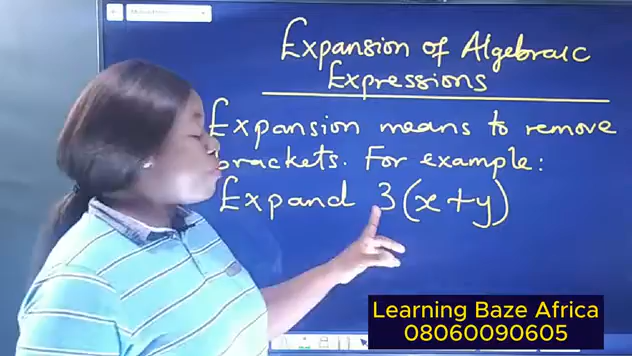 Expansion of Algebraic
Expressions
Expansion means to remove
brackets. For example:
Expand 3(x+y)
Learning Baze Africa
08060090605